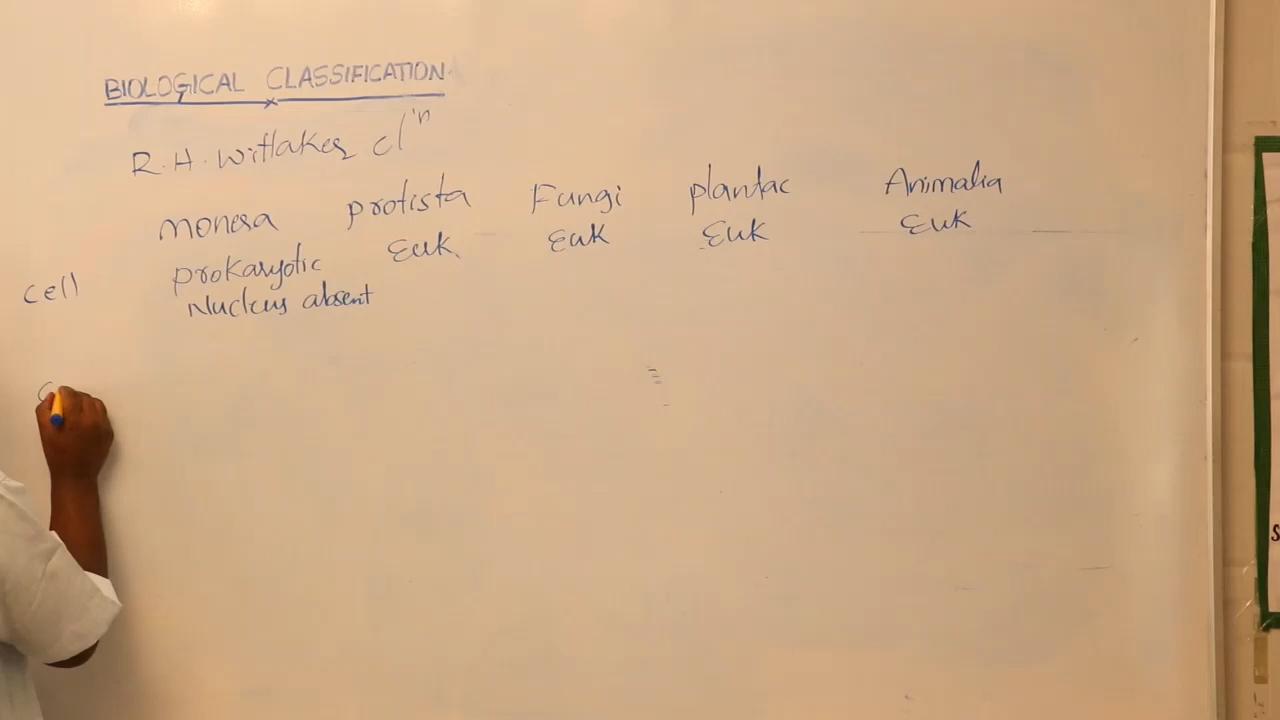 BIOLOGICAL CLASSIFICATION
R.H. Witlaker cl'n
Monera protista Fungi plantae Animalia
cell prokaryotic Euk Euk Euk Euk
Nucleus absent
C
S